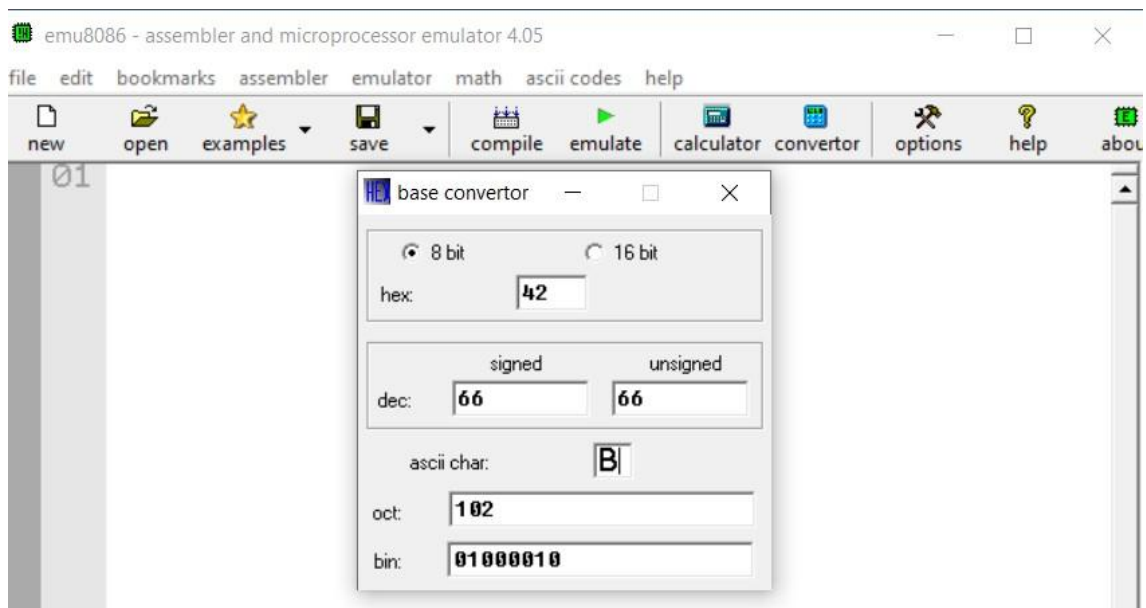 emu8086 - assembler and microprocessor emulator 4.05
file edit bookmarks assembler emulator math ascii codes help
new open examples save compile emulate calculator convertor options help abou
01
HEX base convertor
8 bit 16 bit
hex: 42
signed unsigned
dec: 66 66
ascii char: B
oct: 102
bin: 01000010